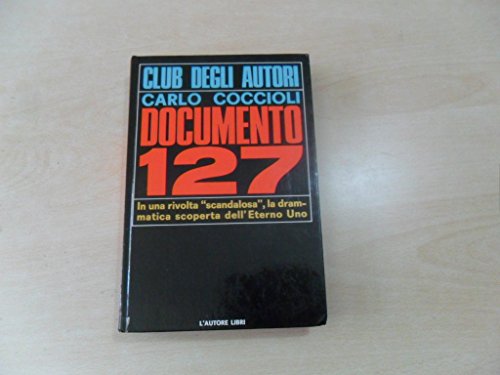 CLUB DEGLI AUTORI
CARLO COCCIOLI
DOCUMENTO
127
In una rivolta "scandalosa", la dram-
matica scoperta dell'Eterno Uno
L'AUTORE LIBRI